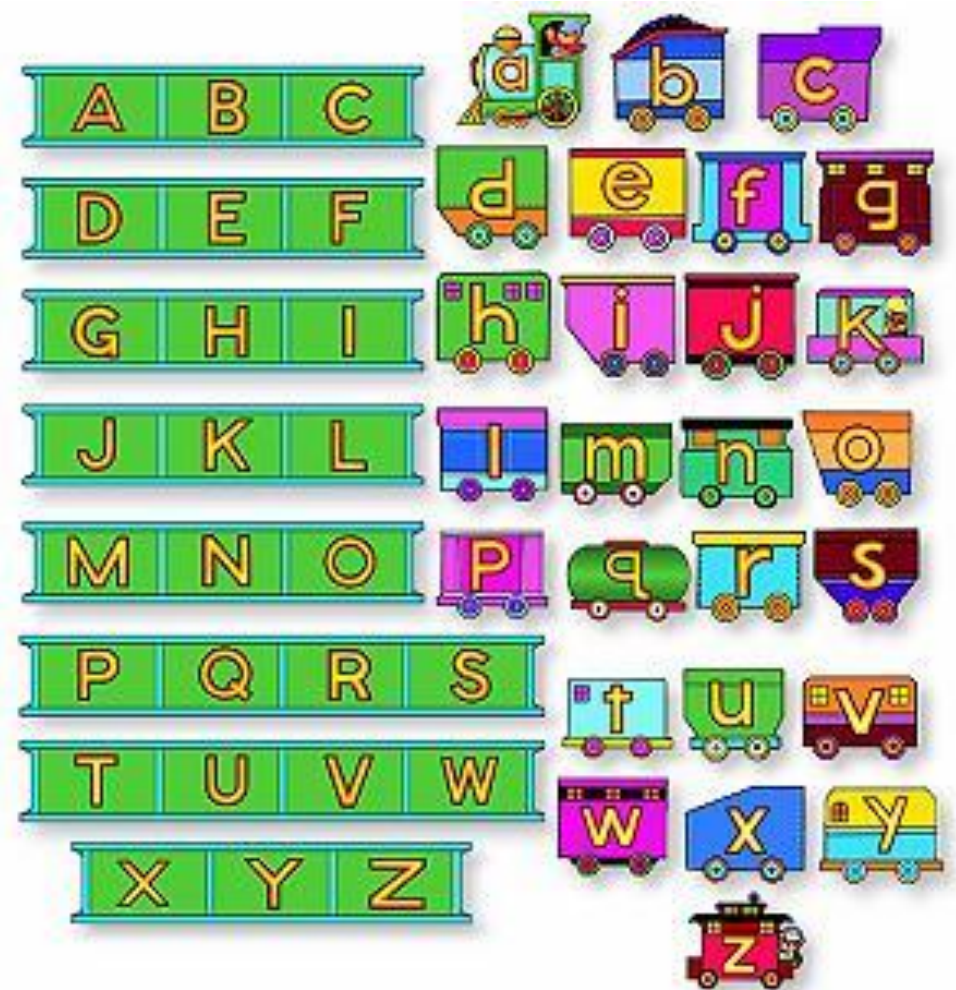 A B C
D E F
G H I
J K L
M N O
P Q R S
T U V W
X Y Z
a b c
d e f g
h i j k
l m n o
p q r s
t u v
w x y
z